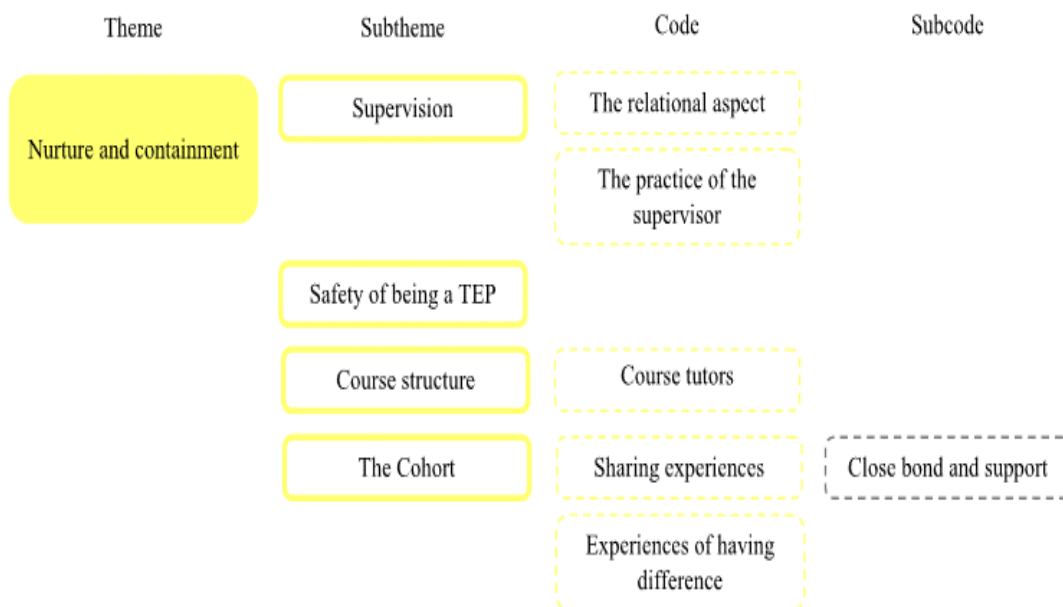 Theme
Subtheme
Code
Subcode
Nurture and containment
Supervision
The relational aspect
The practice of the
supervisor
Safety of being a TEP
Course structure
Course tutors
The Cohort
Sharing experiences
Close bond and support
Experiences of having
difference